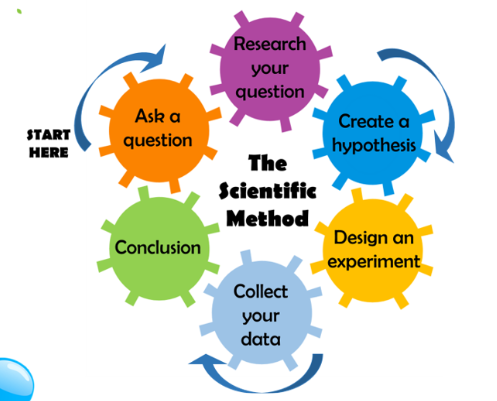 START
HERE
Ask a
question
Research
your
question
Create a
hypothesis
Design an
experiment
Collect
your
data
Conclusion
The
Scientific
Method